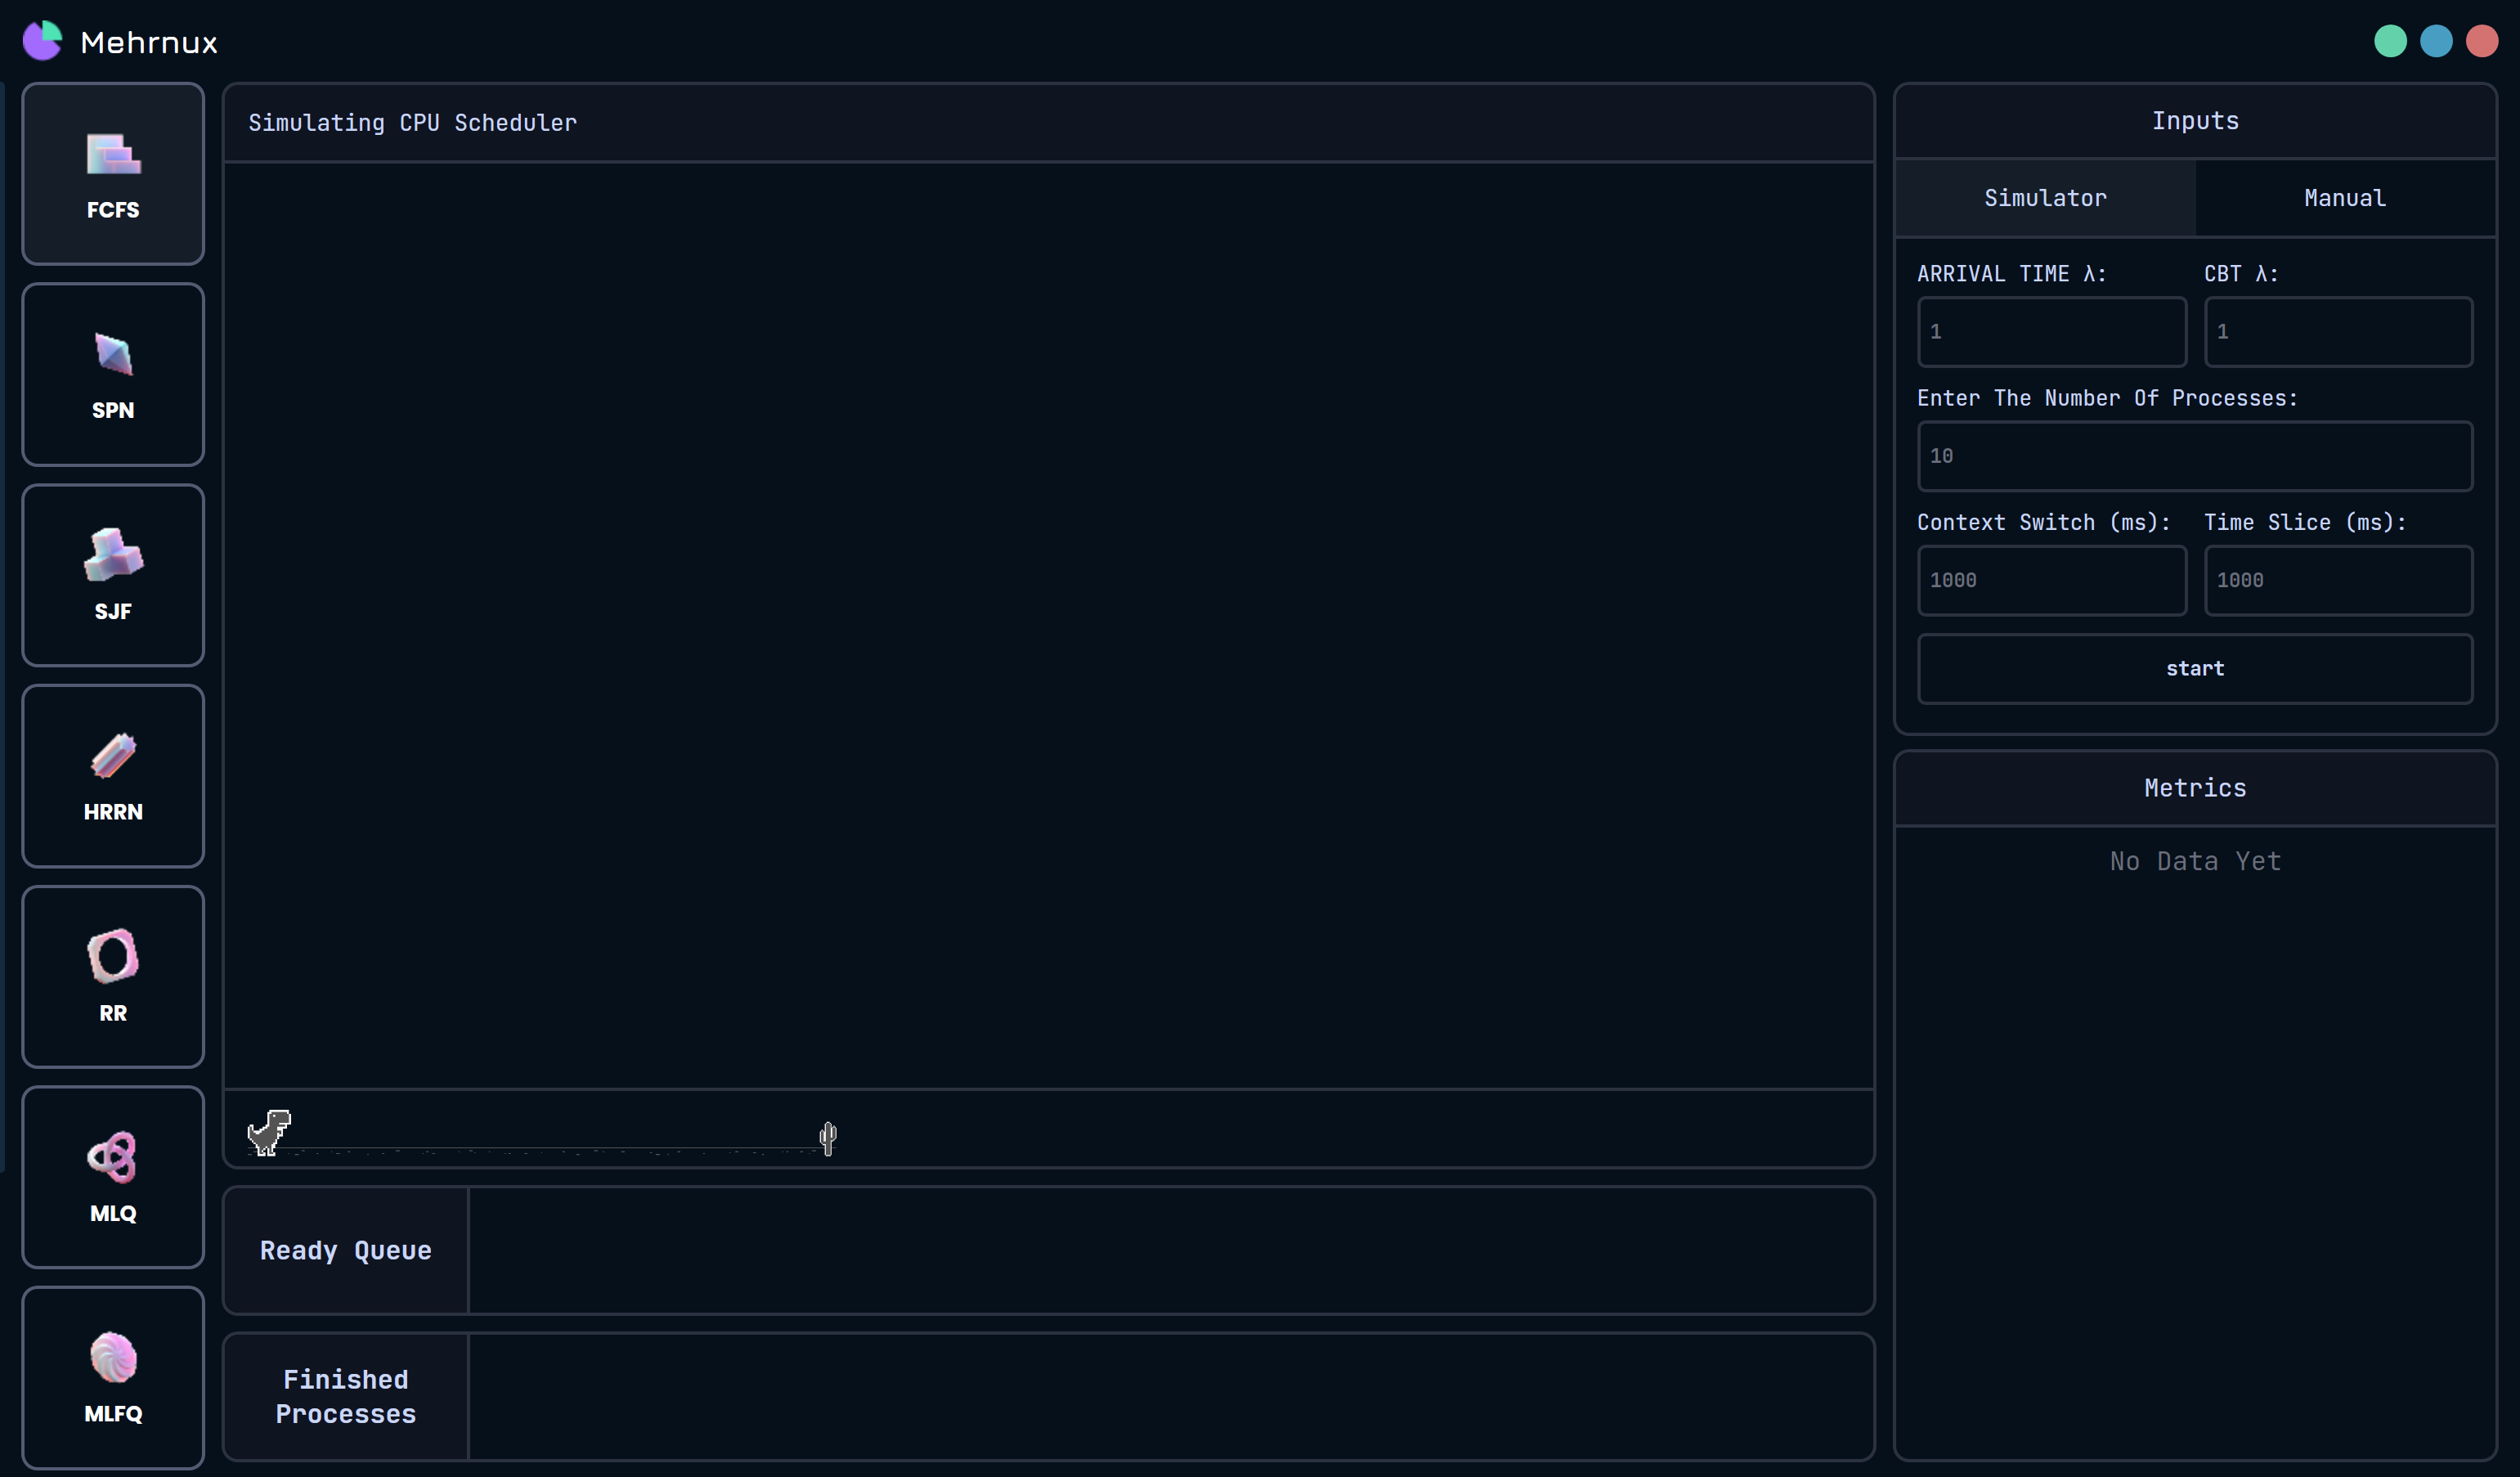 Mehrnux
FCFS
SPN
SJF
HRRN
RR
MLQ
MLFQ
Simulating CPU Scheduler
Ready Queue
Finished
Processes
Inputs
Simulator
Manual
ARRIVAL TIME λ:
CBT λ:
1
1
Enter The Number Of Processes:
10
Context Switch (ms):
Time Slice (ms):
1000
1000
start
Metrics
No Data Yet